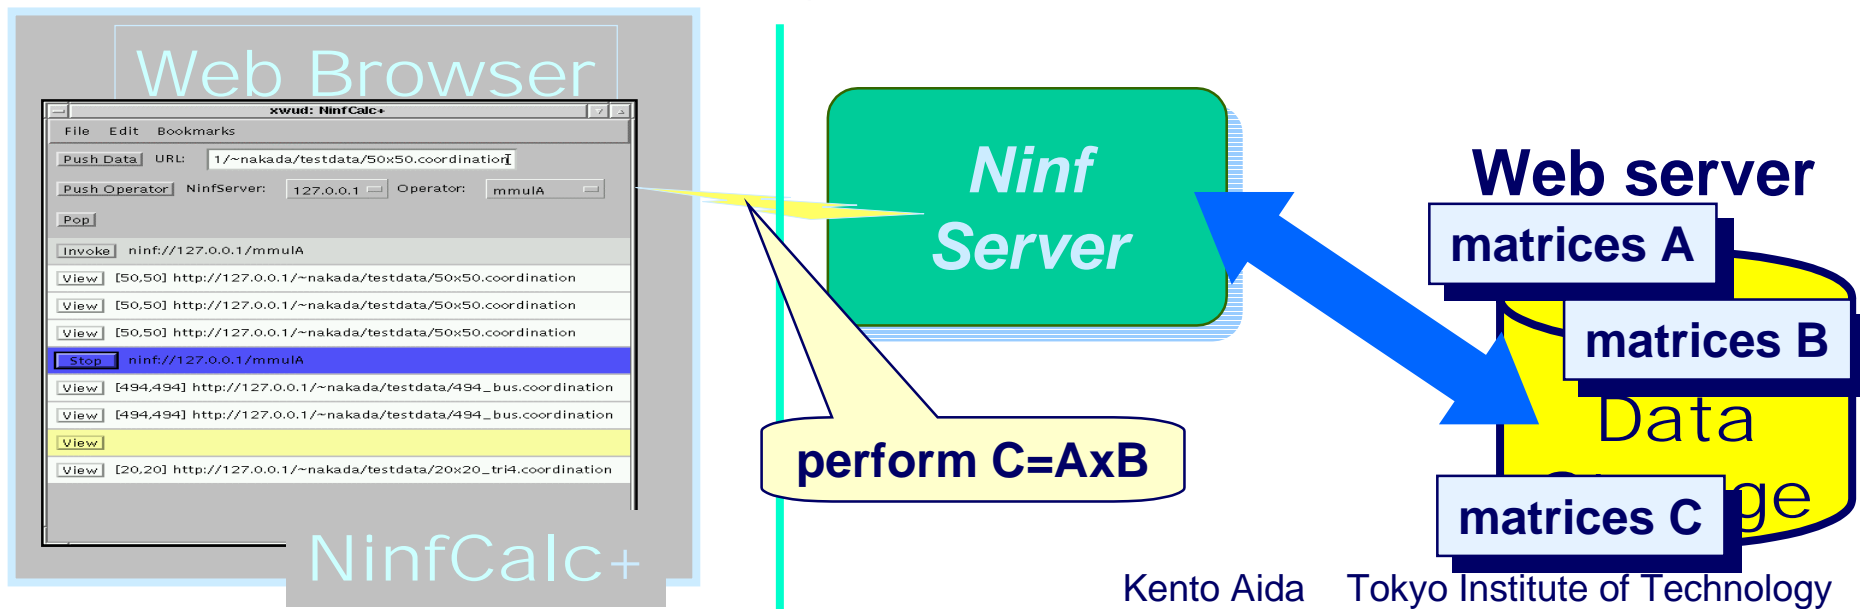 Web Browser
xwud: NinfCalc+
File Edit Bookmarks
Push Data URL: 1/~nakada/testdata/50x50.coordination
Push Operator NinfServer: 127.0.0.1 Operator: mmulA
Pop
Invoke ninf://127.0.0.1/mmulA
View [50,50] http://127.0.0.1/~nakada/testdata/50x50.coordination
View [50,50] http://127.0.0.1/~nakada/testdata/50x50.coordination
View [50,50] http://127.0.0.1/~nakada/testdata/50x50.coordination
Stop ninf://127.0.0.1/mmulA
View [494,494] http://127.0.0.1/~nakada/testdata/494_bus.coordination
View [494,494] http://127.0.0.1/~nakada/testdata/494_bus.coordination
View
View [20,20] http://127.0.0.1/~nakada/testdata/20x20_tri4.coordination
NinfCalc+
perform C=AxB
Ninf
Server
Web server
matrices A
matrices B
Data
matrices C
Kento Aida Tokyo Institute of Technology